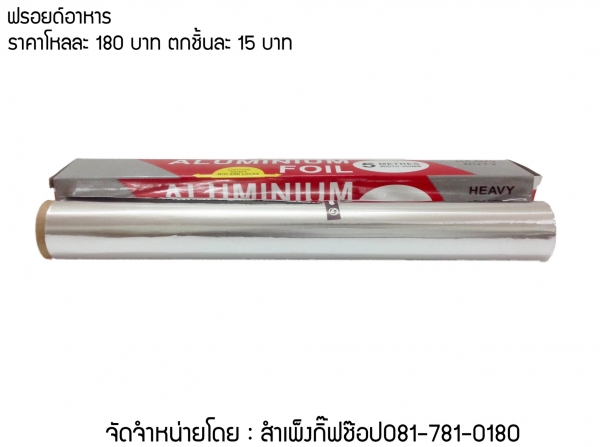 ฟรอยด์อาหาร
ราคาโหลละ 180 บาท ตกชิ้นละ 15 บาท
ALUMINIUM
FOIL
5 METRES
ALUMINIUM
HEAVY
จัดจำหน่ายโดย : สำเพ็งกิ๊ฟช๊อป081-781-0180